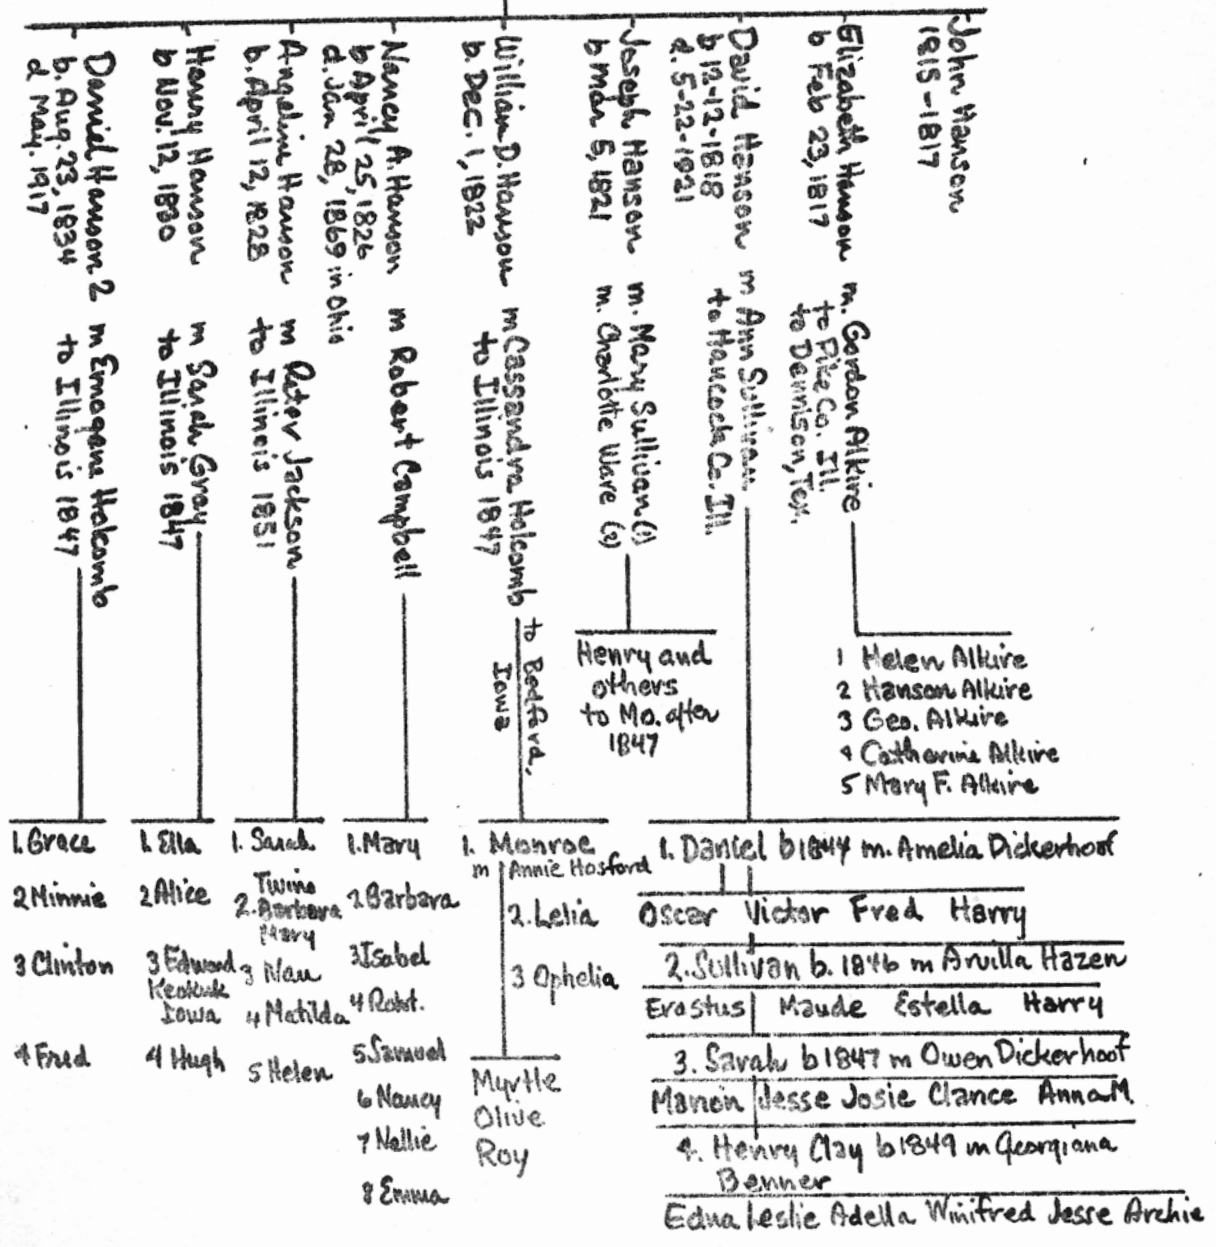 Daniel Hanson 2 m Emogene Holcomb
b. Aug. 23, 1834 to Illinois 1847
d May. 1917
Henry Hanson m Sarah Gray
b Nov. 12, 1830 to Illinois 1847
Angeline Hanson m Peter Jackson
b. April 12, 1828 to Illinois 1851
Nancy A. Hanson m Robert Campbell
b April 25, 1826
d. Jan 28, 1869 in Ohio
William D. Hanson m Cassandra Holcomb to Bedford,
b. Dec. 1, 1822 to Illinois 1847 Iowa
Joseph Hanson m. Mary Sullivan (1)
b Mar 5, 1821 m. Charlotte Ware (2)
David Hanson m Ann Sullivan
b 12-12-1818 to Hancock Co. Ill.
d. 5-22-1921
Elizabeth Hanson m. Gordon Alkire
b Feb 23, 1817 to Pike Co. Ill.
to Dennison, Tex.
John Hanson
1815-1817
1. Grace
2 Minnie
3 Clinton
4 Fred
1. Ella
2 Alice
3 Edward
Keokuk
Iowa
4 Hugh
1. Sarah
Twins
2. Barbara
Mary
3 Nan
4 Matilda
5 Helen
1. Mary
2 Barbara
3 Isabel
4 Robt.
5 Samuel
6 Nancy
7 Nellie
8 Emma
1. Monroe
m Annie Hosford
2. Lelia
3 Ophelia
Myrtle
Olive
Roy
Henry and
others
to Mo. after
1847
1 Helen Alkire
2 Hanson Alkire
3 Geo. Alkire
4 Catherine Alkire
5 Mary F. Alkire
1. Daniel b 1844 m. Amelia Dickerhoof
Oscar Victor Fred Harry
2. Sullivan b. 1846 m Arvilla Hazen
Erastus Maude Estella Harry
3. Sarah b 1847 m Owen Dickerhoof
Marion Jesse Josie Clance Anna M.
4. Henry Clay b 1849 m Georgiana
Benner
Edna Leslie Adella Winifred Jesse Archie